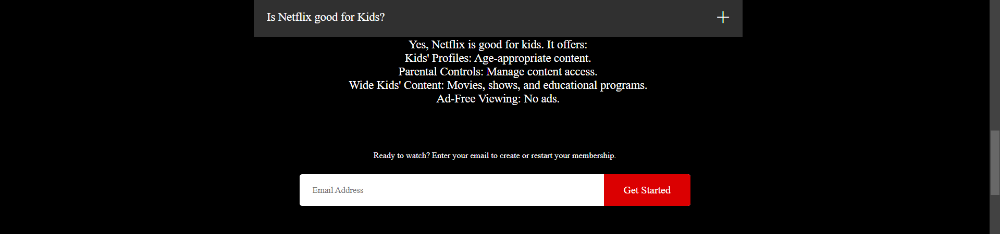 Is Netflix good for Kids?
Yes, Netflix is good for kids. It offers:
Kids' Profiles: Age-appropriate content.
Parental Controls: Manage content access.
Wide Kids' Content: Movies, shows, and educational programs.
Ad-Free Viewing: No ads.
Ready to watch? Enter your email to create or restart your membership.
Email Address
Get Started